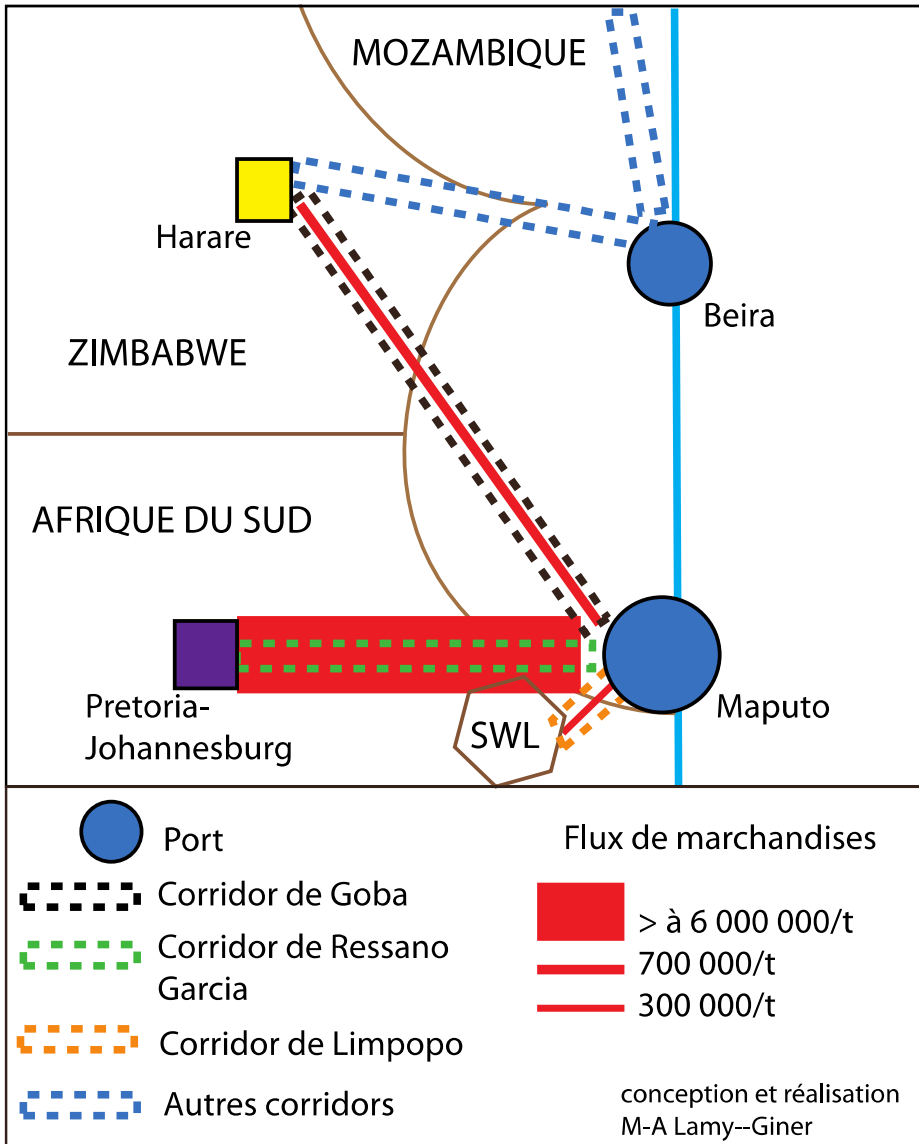 MOZAMBIQUE
Harare
Beira
ZIMBABWE
AFRIQUE DU SUD
Pretoria-
Johannesburg
SWL
Maputo
Port
Corridor de Goba
Corridor de Ressano
Garcia
Corridor de Limpopo
Autres corridors
Flux de marchandises
> à 6 000 000/t
700 000/t
300 000/t
conception et réalisation
M-A Lamy--Giner